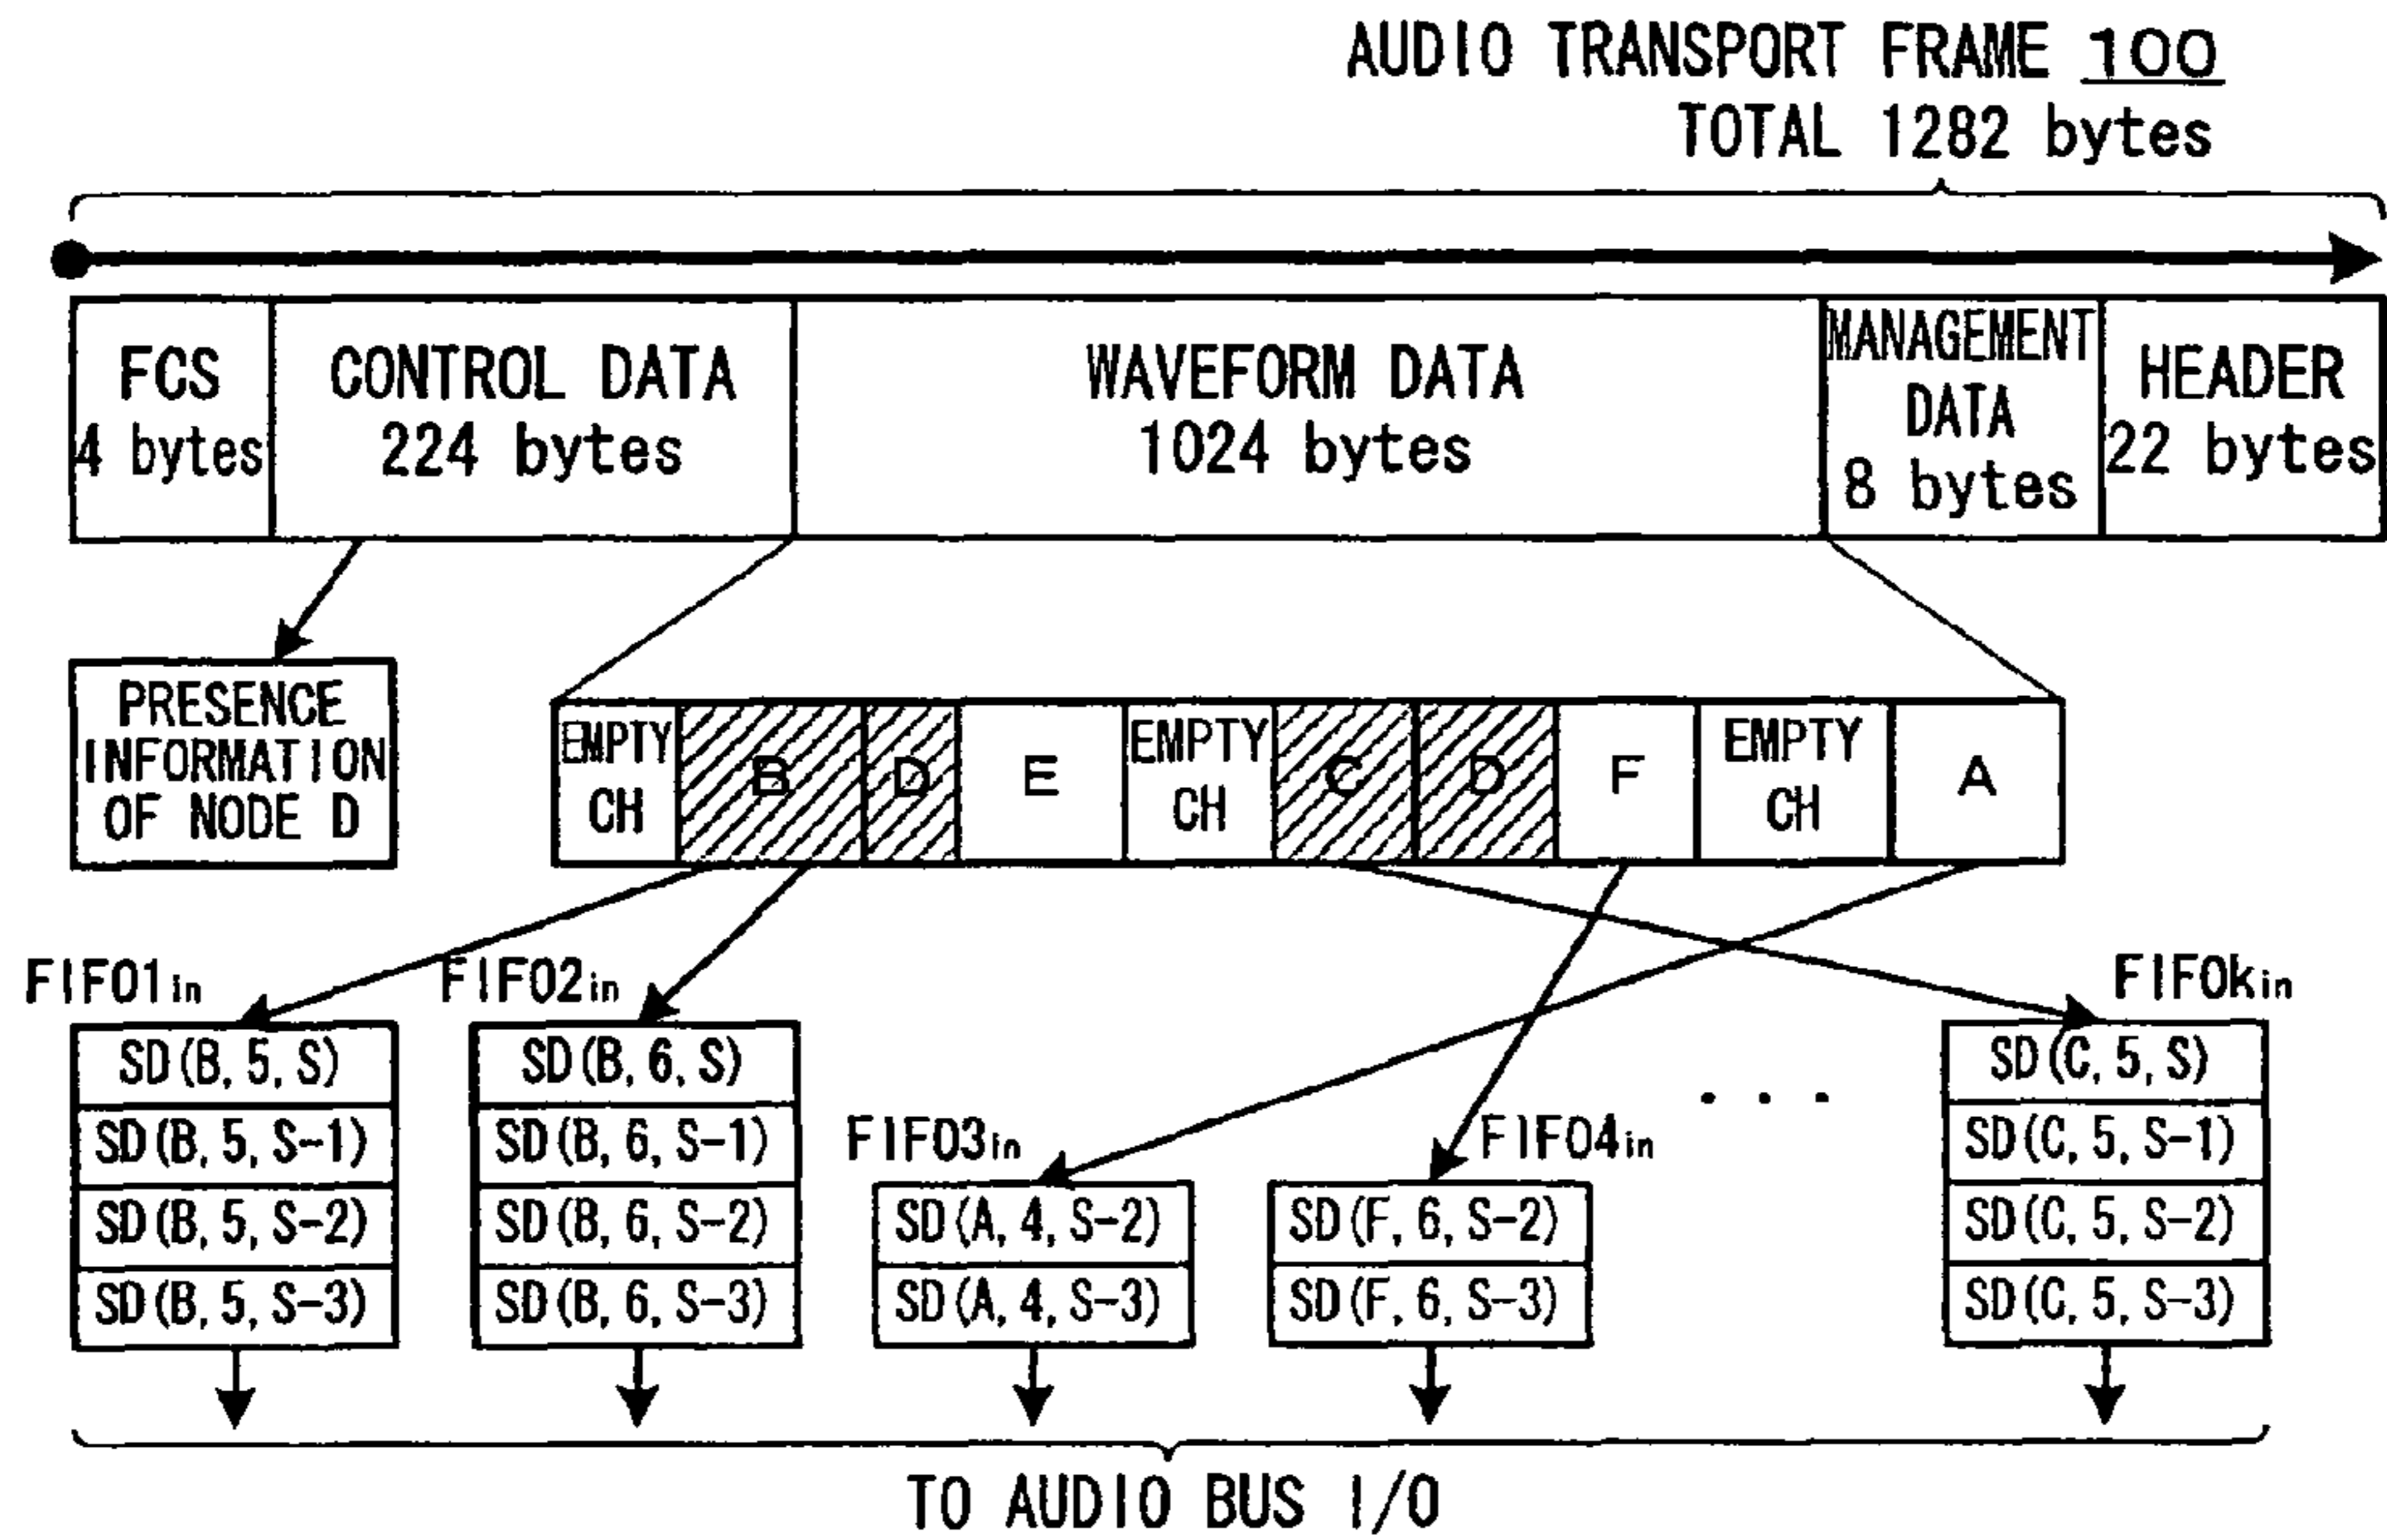 AUDIO TRANSPORT FRAME 100
TOTAL 1282 bytes
FCS
4 bytes
CONTROL DATA
224 bytes
WAVEFORM DATA
1024 bytes
MANAGEMENT
DATA
8 bytes
HEADER
22 bytes
PRESENCE
INFORMATION
OF NODE D
EMPTY
CH
B
D
E
EMPTY
CH
C
D
F
EMPTY
CH
A
FIFO1in
SD(B, 5, S)
SD(B, 5, S-1)
SD(B, 5, S-2)
SD(B, 5, S-3)
FIFO2in
SD(B, 6, S)
SD(B, 6, S-1)
SD(B, 6, S-2)
SD(B, 6, S-3)
FIFO3in
SD(A, 4, S-2)
SD(A, 4, S-3)
FIFO4in
SD(F, 6, S-2)
SD(F, 6, S-3)
. . .
FIFOkin
SD(C, 5, S)
SD(C, 5, S-1)
SD(C, 5, S-2)
SD(C, 5, S-3)
TO AUDIO BUS I/O